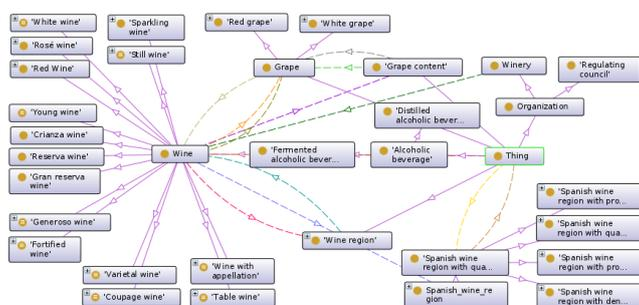 'White wine'
'Sparkling
wine'
'Red grape'
'White grape'
'Rosé wine'
'Still wine'
'Red Wine'
Grape
'Grape content'
Winery
'Regulating
council'
'Young wine'
'Distilled
alcoholic bever...
Organization
'Crianza wine'
'Reserva wine'
Wine
'Fermented
alcoholic bever...
'Alcoholic
beverage'
Thing
'Gran reserva
wine'
'Spanish wine
region with pro...
'Generoso wine'
'Spanish wine
region with qua...
'Fortified
wine'
'Wine region'
'Spanish wine
region with qua...
'Spanish wine
region with pro...
'Varietal wine'
'Wine with
appellation'
'Coupage wine'
'Table wine'
Spanish_wine_re
gion
'Spanish wine
region with den...